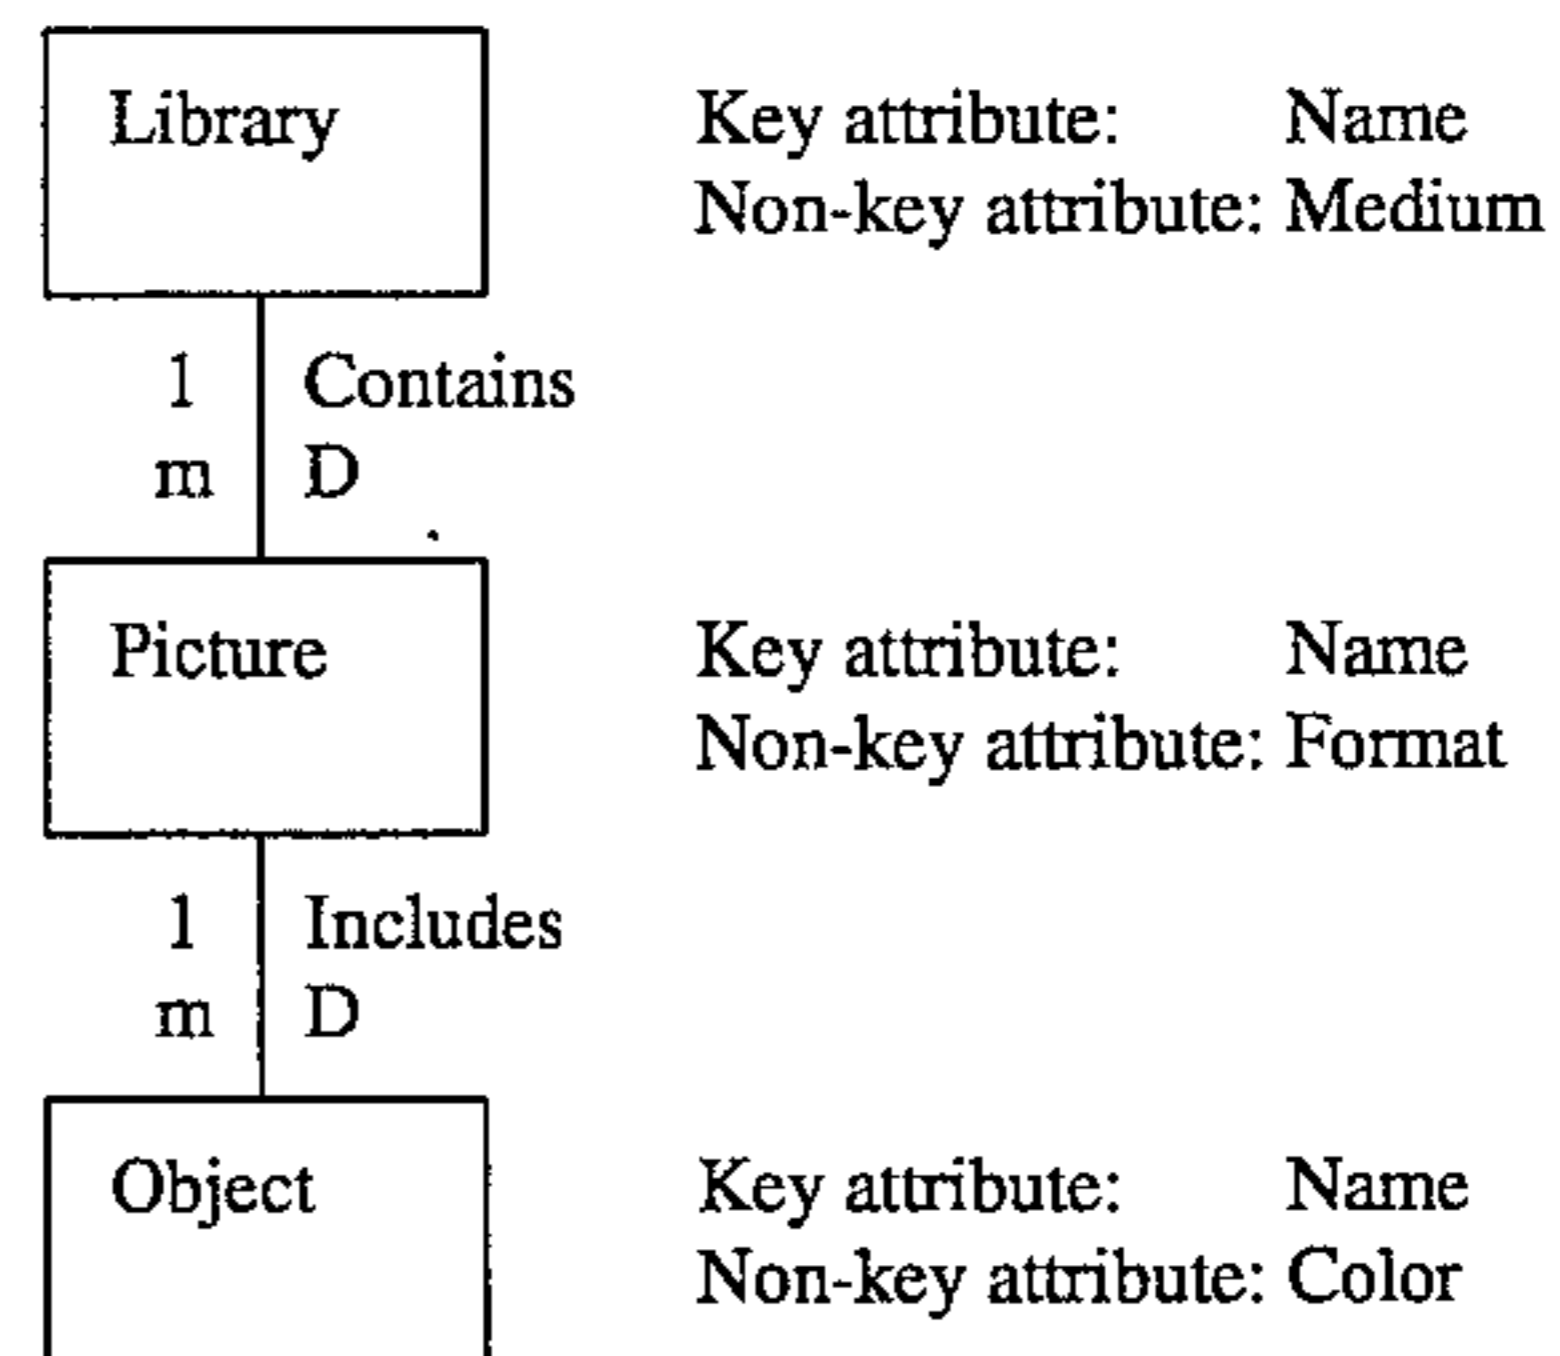 Library Key attribute: Name
Non-key attribute: Medium
1 Contains
m D
Picture Key attribute: Name
Non-key attribute: Format
1 Includes
m D
Object Key attribute: Name
Non-key attribute: Color